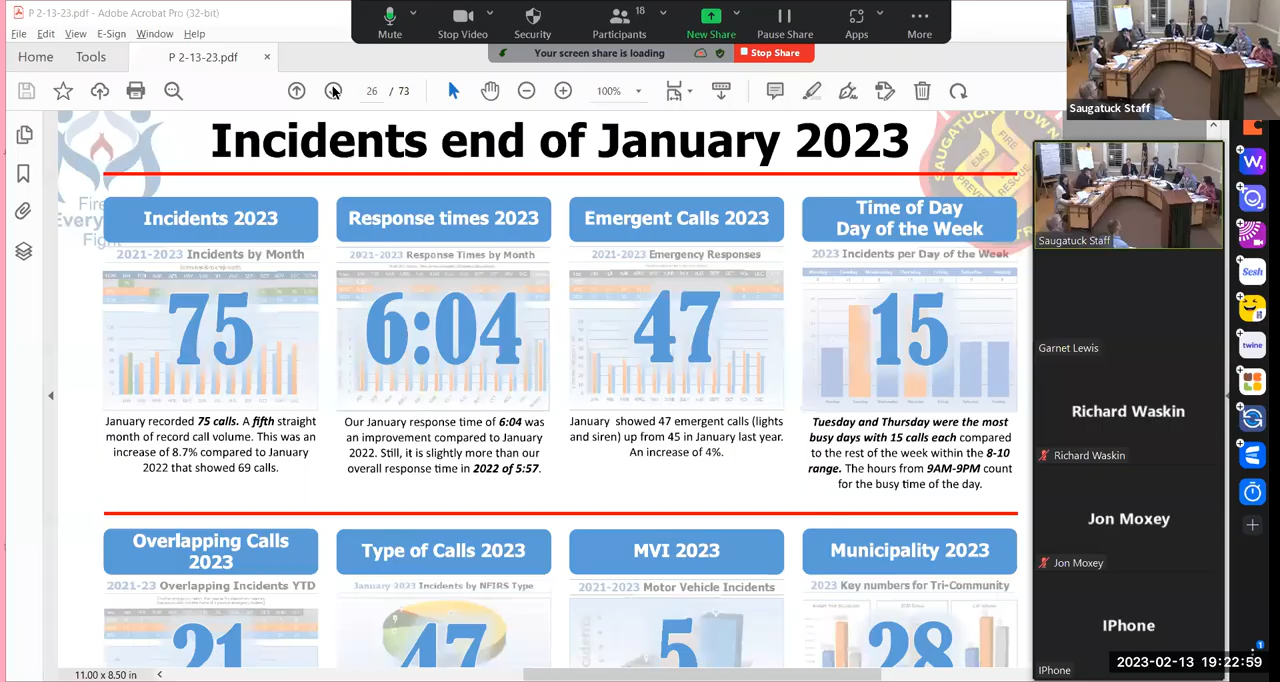 P 2-13-23.pdf - Adobe Acrobat Pro (32-bit)
File Edit View E-Sign Window Help
Home Tools P 2-13-23.pdf ×
Mute Stop Video Security Participants 18 New Share Pause Share Apps More
Your screen share is loading Stop Share
26 / 73 100%
Saugatuck Staff
Incidents end of January 2023
Incidents 2023
2021-2023 Incidents by Month
75
January recorded 75 calls. A fifth straight
month of record call volume. This was an
increase of 8.7% compared to January
2022 that showed 69 calls.
Response times 2023
2021-2023 Response Times by Month
6:04
Our January response time of 6:04 was
an improvement compared to January
2022. Still, it is slightly more than our
overall response time in 2022 of 5:57.
Emergent Calls 2023
2021-2023 Emergency Responses
47
January showed 47 emergent calls (lights
and siren) up from 45 in January last year.
An increase of 4%.
Time of Day
Day of the Week
2023 Incidents per Day of the Week
15
Tuesday and Thursday were the most
busy days with 15 calls each compared
to the rest of the week within the 8-10
range. The hours from 9AM-9PM count
for the busy time of the day.
Overlapping Calls
2023
2021-23 Overlapping Incidents YTD
21
Type of Calls 2023
January 2023 Incidents by NFIRS Type
47
MVI 2023
2021-2023 Motor Vehicle Incidents
5
Municipality 2023
2023 Key numbers for Tri-Community
28
11.00 x 8.50 in
Saugatuck Staff
Garnet Lewis
Richard Waskin
Richard Waskin
Jon Moxey
Jon Moxey
IPhone
IPhone
Sesh
twine
2023-02-13 19:22:59